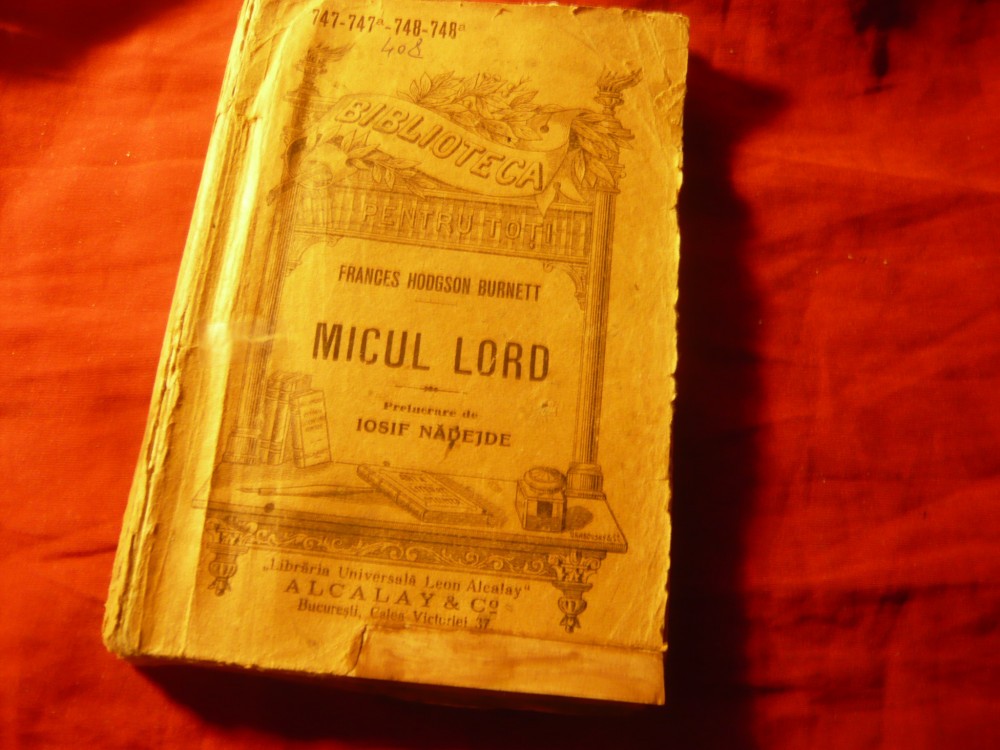 747-747a-748-748a
408
BIBLIOTECA
PENTRU TOȚI
FRANCES HODGSON BURNETT
MICUL LORD
Prelucrare de
IOSIF NĂDEJDE
„Librăria Universală Leon Alcalay"
ALCALAY & Co
București, Calea Victoriei 37